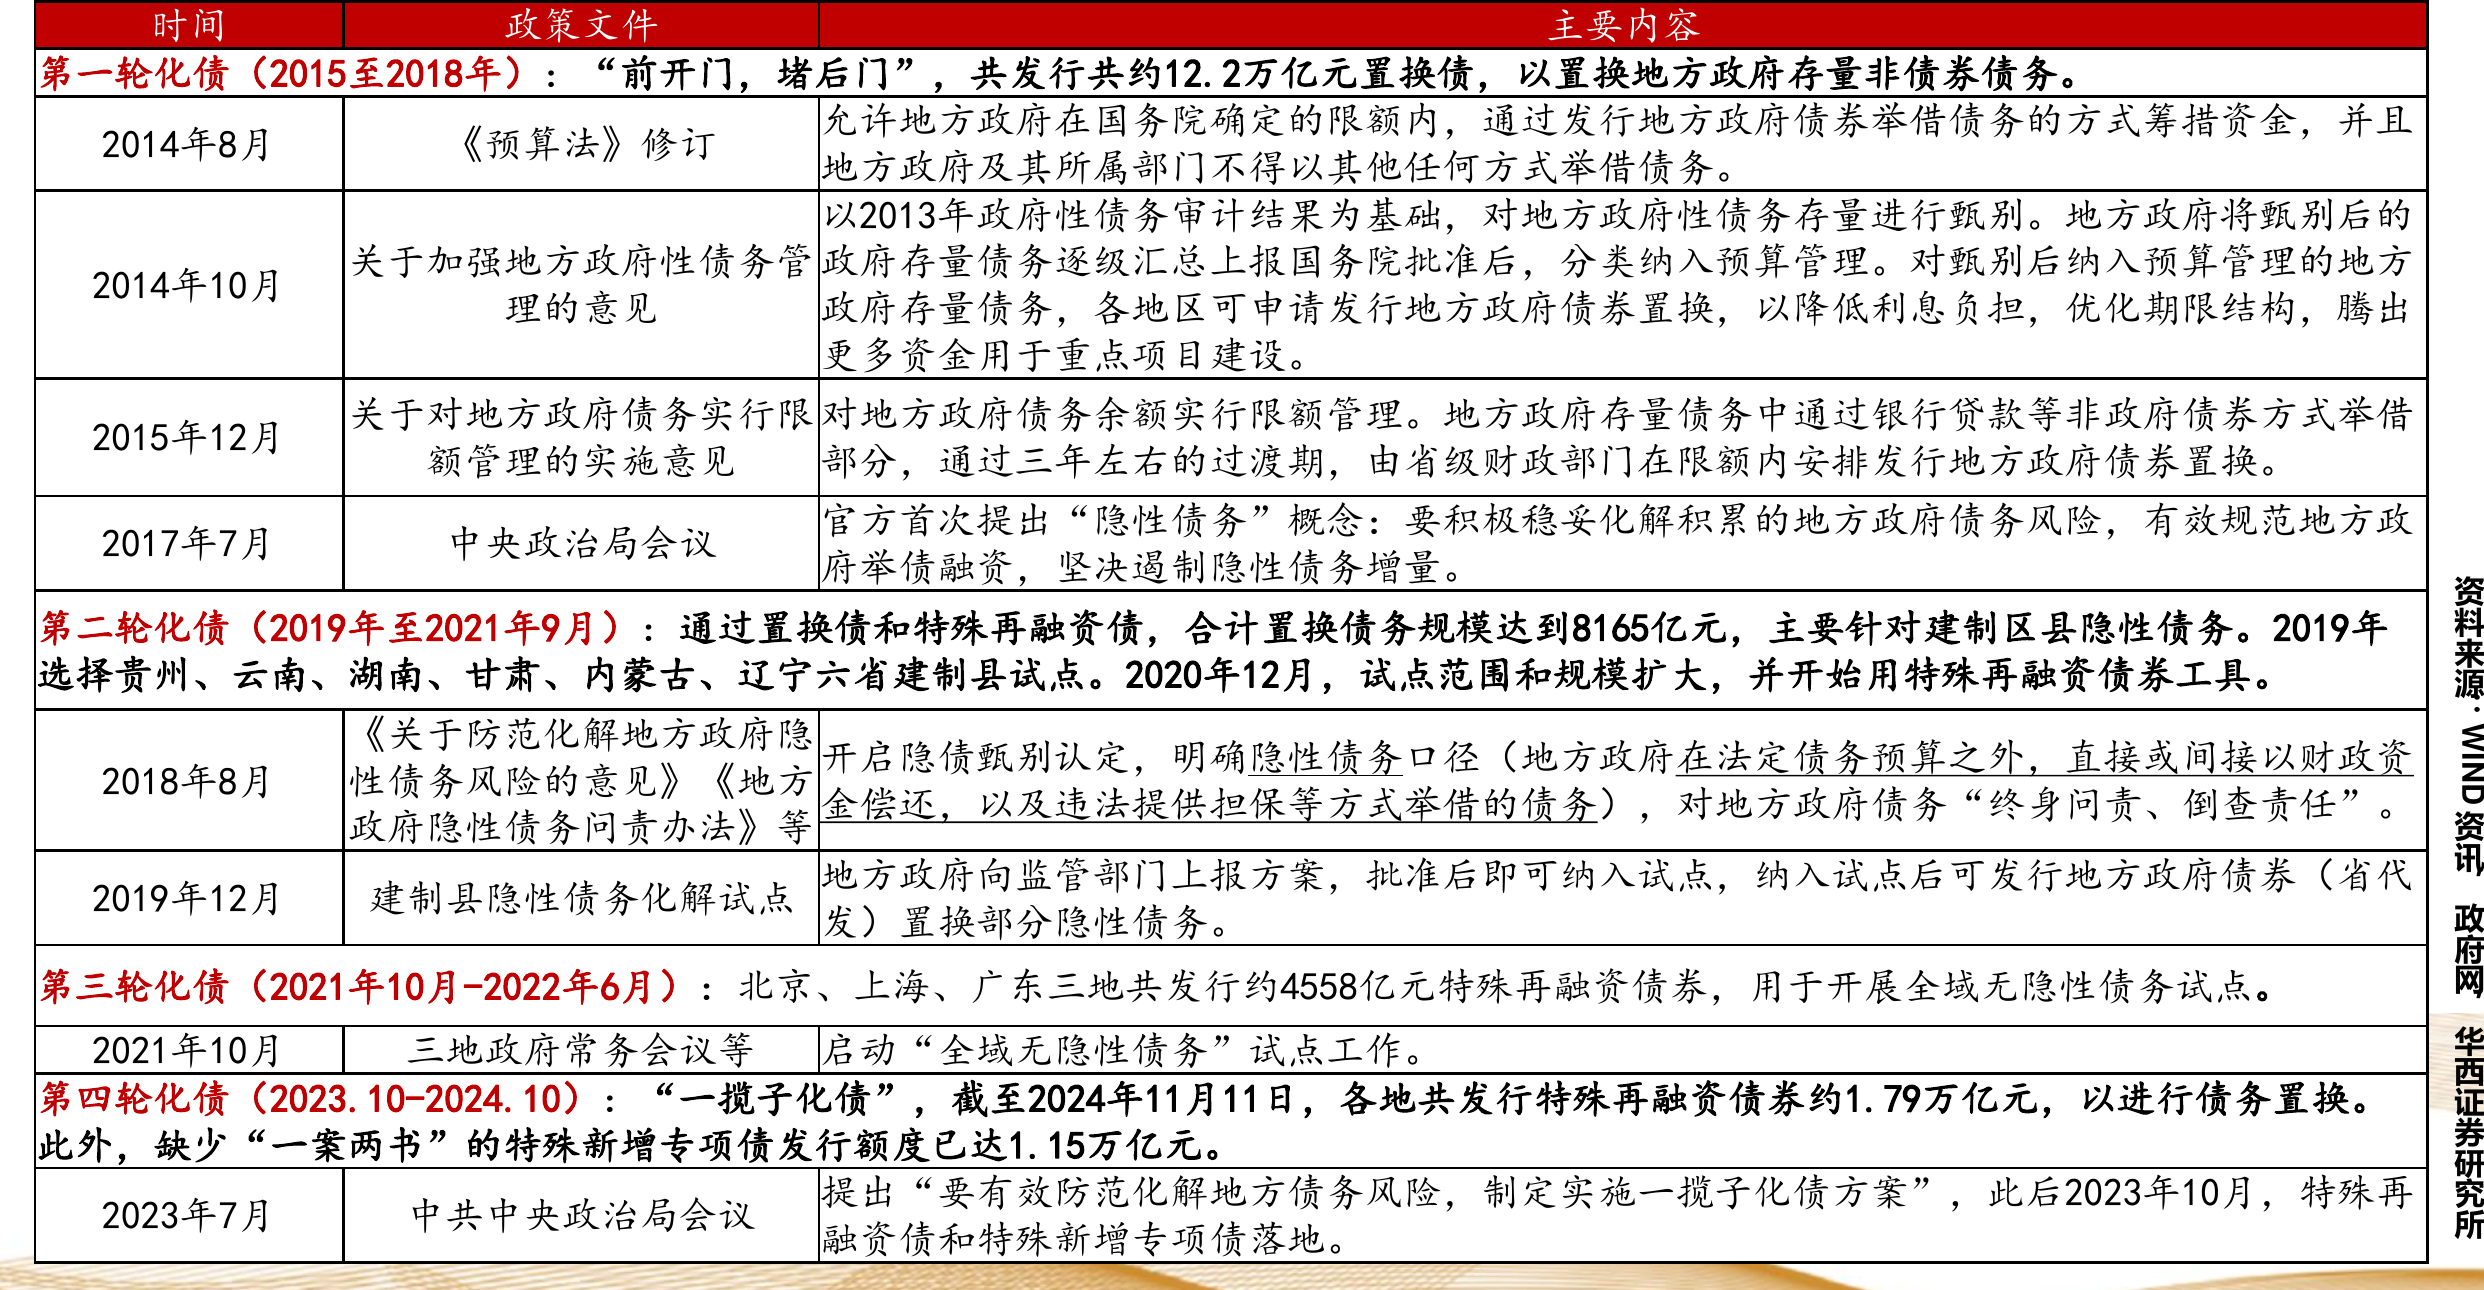 时间 政策文件 主要内容
第一轮化债（2015至2018年）：“前开门，堵后门”，共发行共约12.2万亿元置换债，以置换地方政府存量非债券债务。
2014年8月
《预算法》修订
允许地方政府在国务院确定的限额内，通过发行地方政府债券举借债务的方式筹措资金，并且
地方政府及其所属部门不得以其他任何方式举借债务。
2014年10月
关于加强地方政府性债务管
理的意见
以2013年政府性债务审计结果为基础，对地方政府性债务存量进行甄别。地方政府将甄别后的
政府存量债务逐级汇总上报国务院批准后，分类纳入预算管理。对甄别后纳入预算管理的地方
政府存量债务，各地区可申请发行地方政府债券置换，以降低利息负担，优化期限结构，腾出
更多资金用于重点项目建设。
2015年12月
关于对地方政府债务实行限
额管理的实施意见
对地方政府债务余额实行限额管理。地方政府存量债务中通过银行贷款等非政府债券方式举借
部分，通过三年左右的过渡期，由省级财政部门在限额内安排发行地方政府债券置换。
2017年7月
中央政治局会议
官方首次提出“隐性债务”概念：要积极稳妥化解积累的地方政府债务风险，有效规范地方政
府举债融资，坚决遏制隐性债务增量。
第二轮化债（2019年至2021年9月）：通过置换债和特殊再融资债，合计置换债务规模达到8165亿元，主要针对建制区县隐性债务。2019年
选择贵州、云南、湖南、甘肃、内蒙古、辽宁六省建制县试点。2020年12月，试点范围和规模扩大，并开始用特殊再融资债券工具。
2018年8月
《关于防范化解地方政府隐
性债务风险的意见》《地方
政府隐性债务问责办法》等
开启隐债甄别认定，明确隐性债务口径（地方政府在法定债务预算之外，直接或间接以财政资
金偿还，以及违法提供担保等方式举借的债务），对地方政府债务“终身问责、倒查责任”。
2019年12月
建制县隐性债务化解试点
地方政府向监管部门上报方案，批准后即可纳入试点，纳入试点后可发行地方政府债券（省代
发）置换部分隐性债务。
第三轮化债（2021年10月-2022年6月）：北京、上海、广东三地共发行约4558亿元特殊再融资债券，用于开展全域无隐性债务试点。
2021年10月
三地政府常务会议等
启动“全域无隐性债务”试点工作。
第四轮化债（2023.10-2024.10）：“一揽子化债”，截至2024年11月11日，各地共发行特殊再融资债券约1.79万亿元，以进行债务置换。
此外，缺少“一案两书”的特殊新增专项债发行额度已达1.15万亿元。
2023年7月
中共中央政治局会议
提出“要有效防范化解地方债务风险，制定实施一揽子化债方案”，此后2023年10月，特殊再
融资债和特殊新增专项债落地。
资料来源：WIND资讯，政府网，华西证券研究所